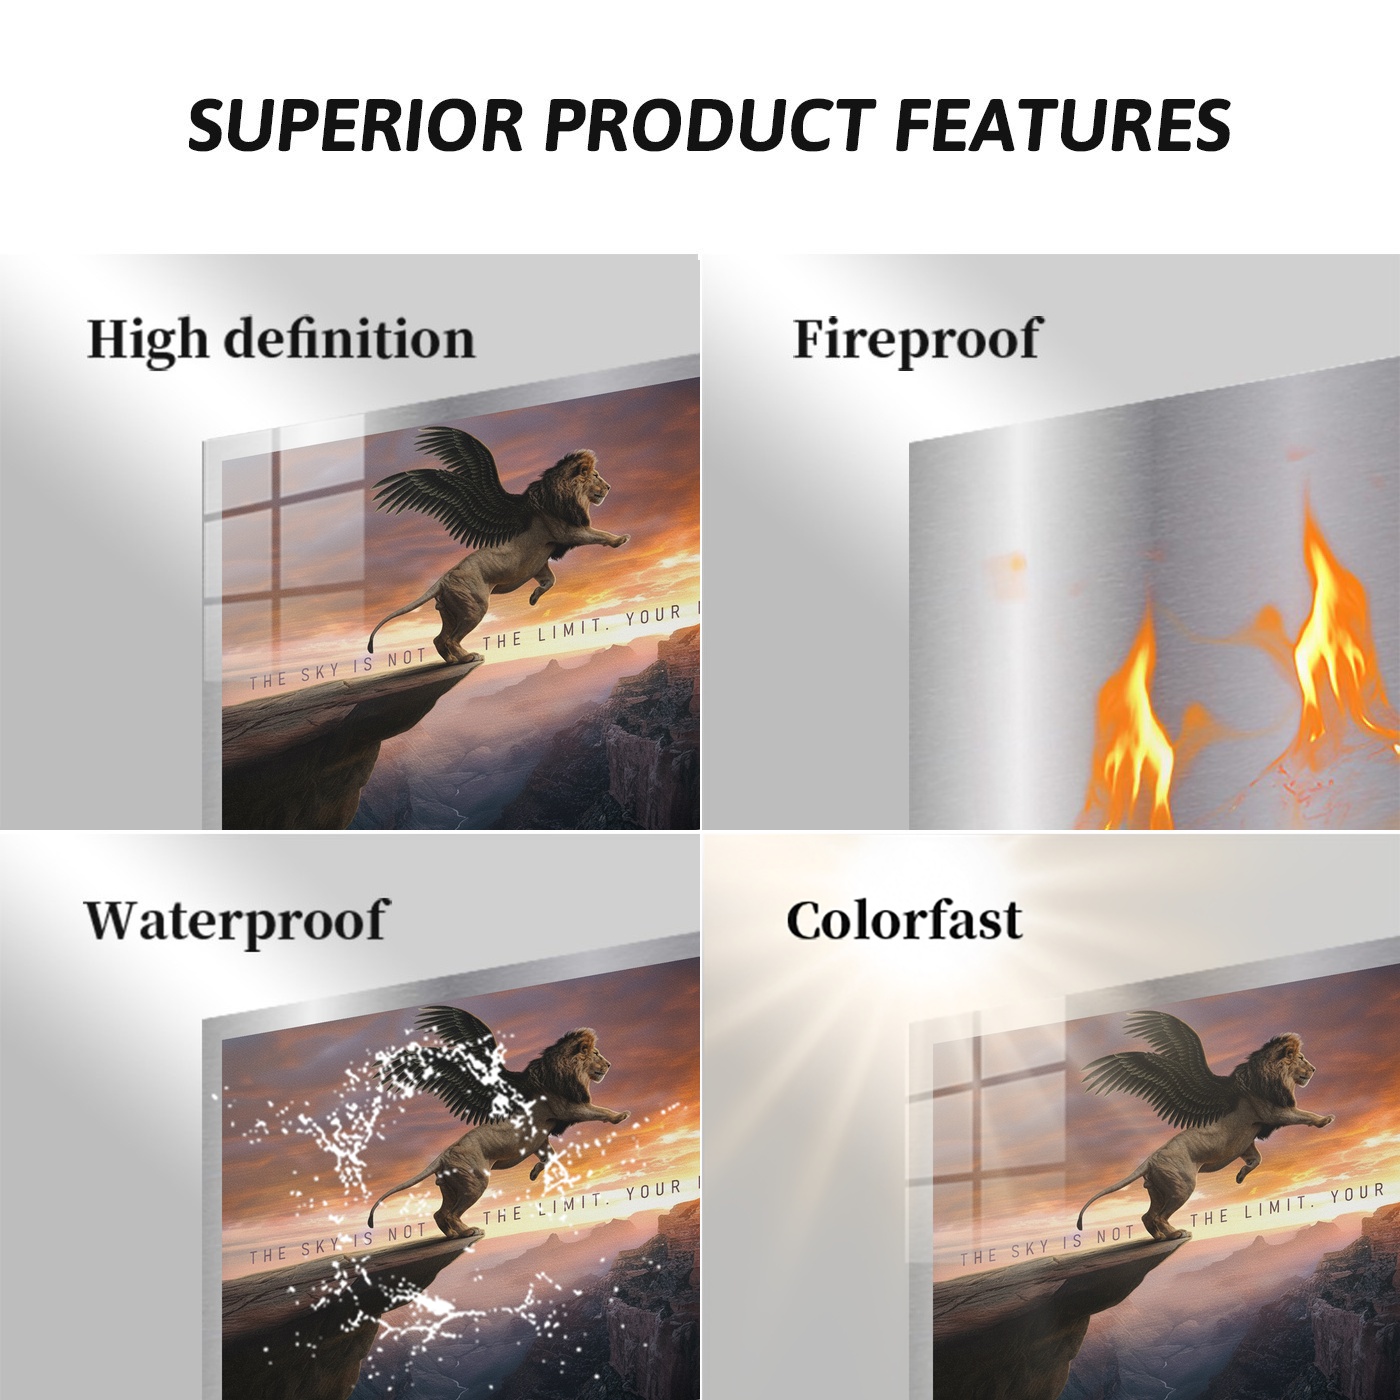 SUPERIOR PRODUCT FEATURES
High definition
Fireproof
THE SKY IS NOT THE LIMIT. YOUR
Waterproof
Colorfast
THE SKY IS NOT THE LIMIT. YOUR
THE SKY IS NOT THE LIMIT. YOUR